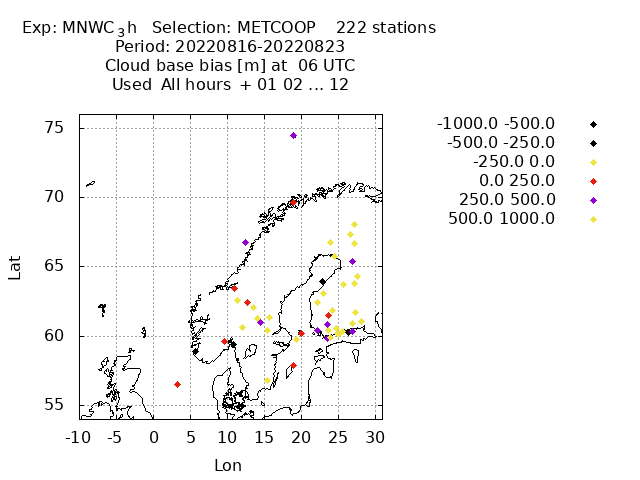 Exp: MNWC₃h   Selection: METCOOP    222 stations
Period: 20220816-20220823
Cloud base bias [m] at  06 UTC
Used  All hours  + 01 02 ... 12
-1000.0 -500.0
-500.0 -250.0
-250.0 0.0
0.0 250.0
250.0 500.0
500.0 1000.0
75
70
65
60
55
Lat
-10 -5 0 5 10 15 20 25 30
Lon